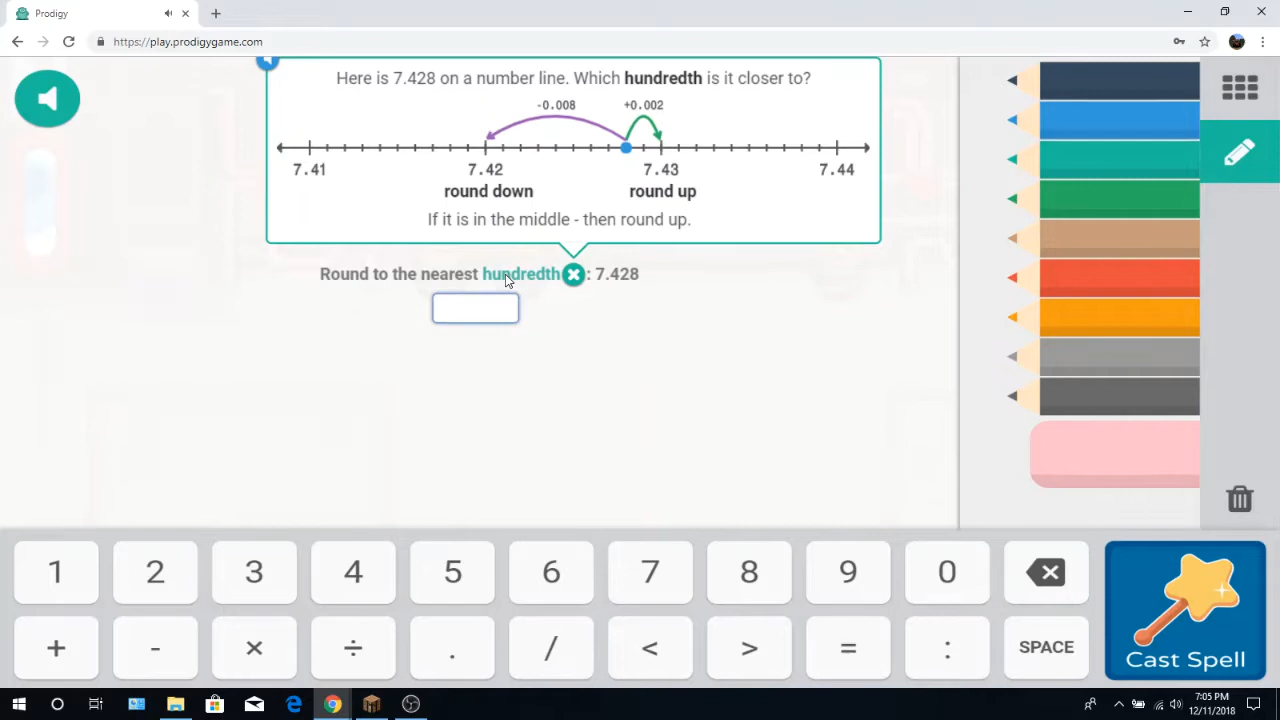 Prodigy
https://play.prodigygame.com
Here is 7.428 on a number line. Which hundredth is it closer to?
-0.008 +0.002
7.41 7.42 7.43 7.44
round down round up
If it is in the middle - then round up.
Round to the nearest hundredth : 7.428
1 2 3 4 5 6 7 8 9 0
+ - × ÷ . / < > = : SPACE
Cast Spell
7:05 PM
12/11/2018